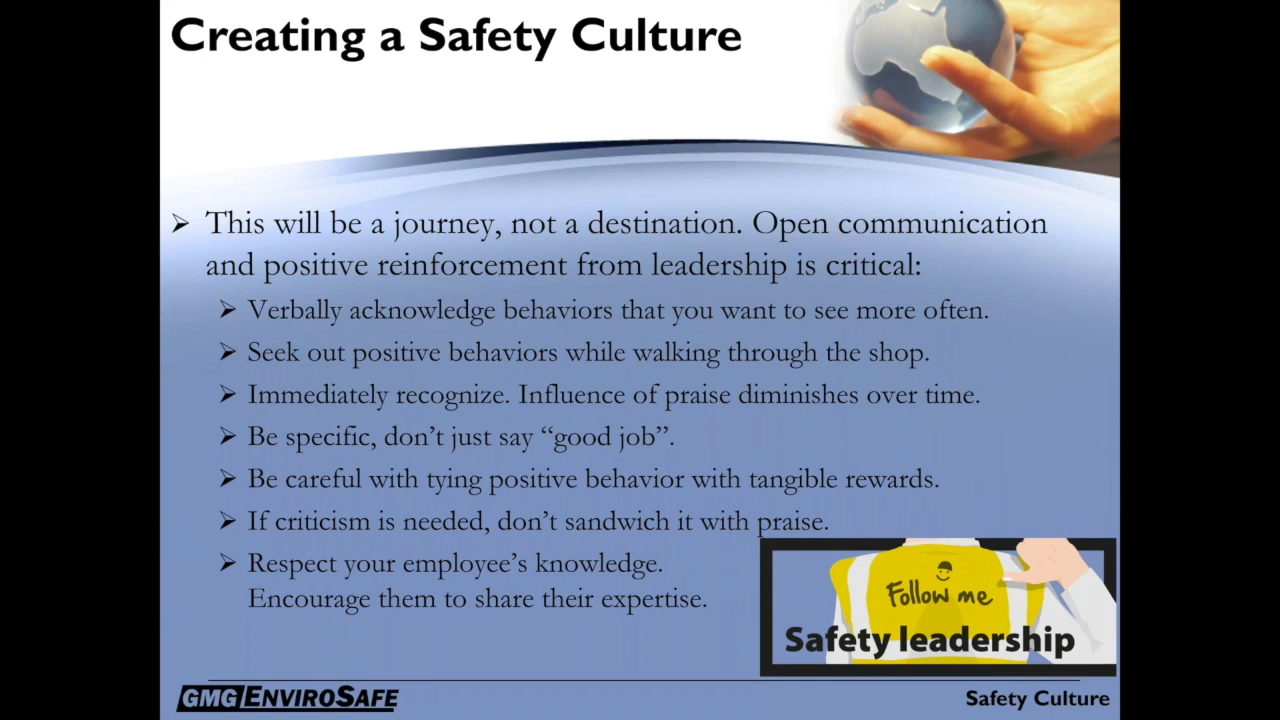 Creating a Safety Culture
➢ This will be a journey, not a destination. Open communication
and positive reinforcement from leadership is critical:
➢ Verbally acknowledge behaviors that you want to see more often.
➢ Seek out positive behaviors while walking through the shop.
➢ Immediately recognize. Influence of praise diminishes over time.
➢ Be specific, don’t just say “good job”.
➢ Be careful with tying positive behavior with tangible rewards.
➢ If criticism is needed, don’t sandwich it with praise.
➢ Respect your employee’s knowledge.
Encourage them to share their expertise.
Follow me
Safety leadership
GMG ENVIROSAFE
Safety Culture